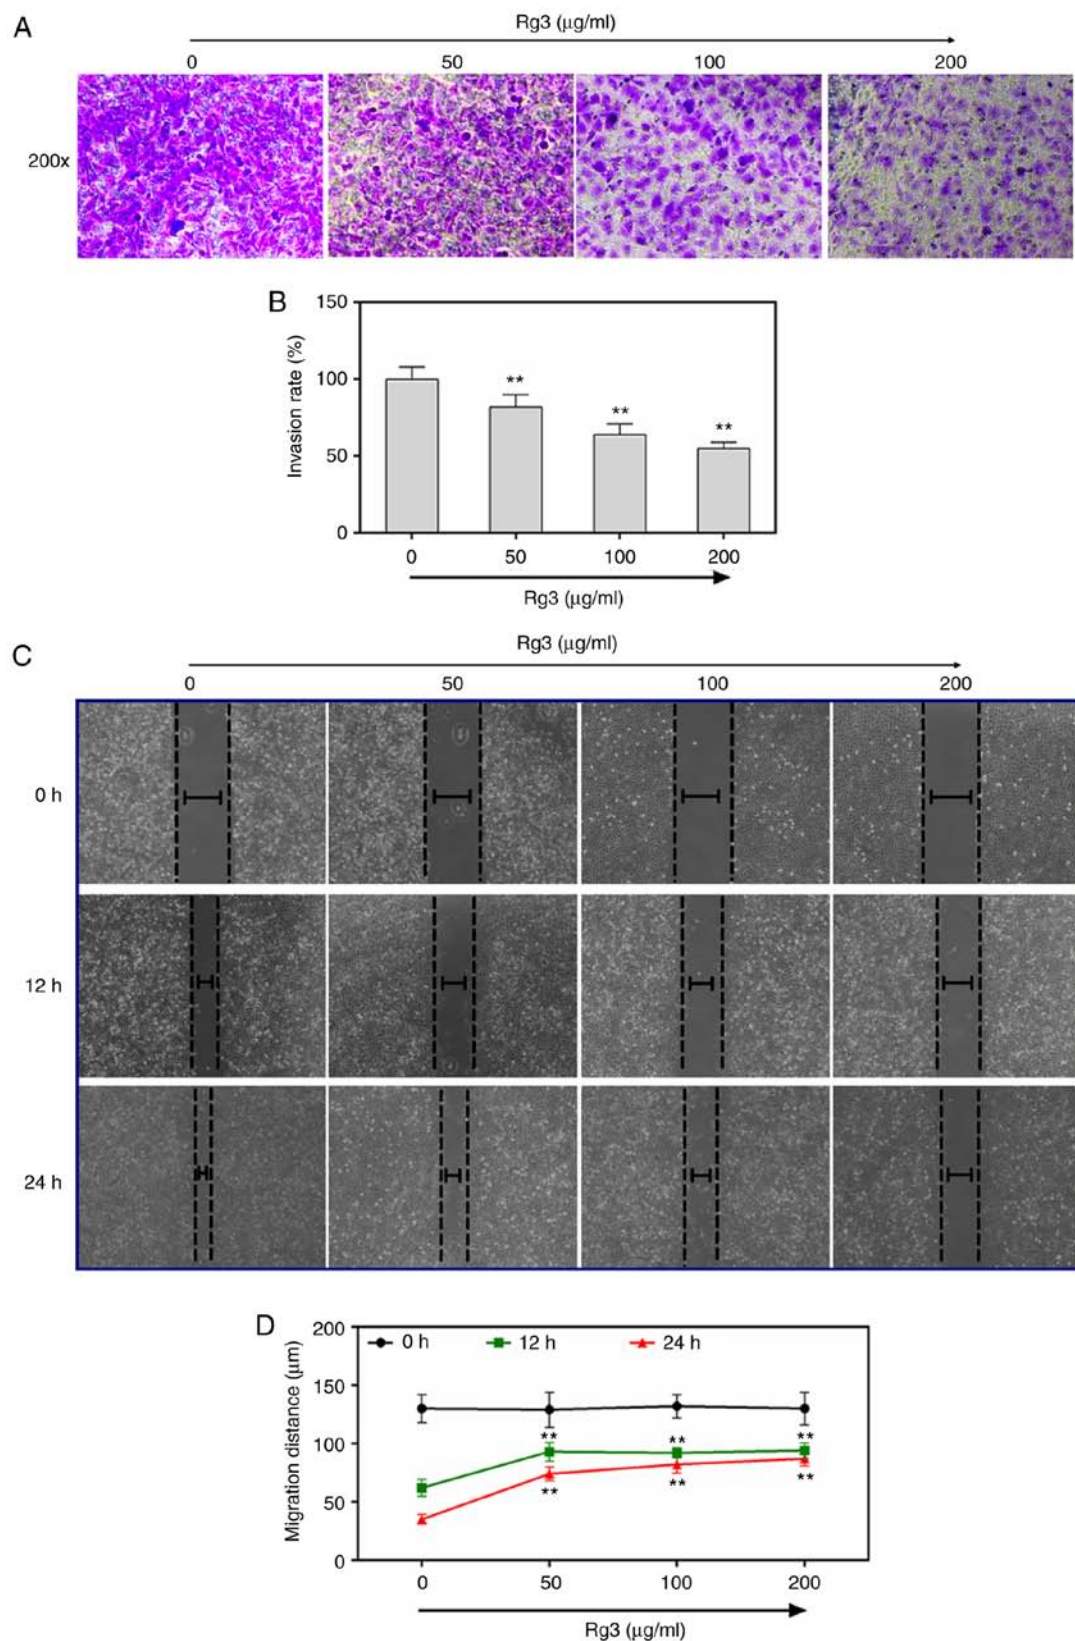 A
Rg3 (μg/ml)
0 50 100 200
200x
B
150
100
50
0
Invasion rate (%)
** ** **
0 50 100 200
Rg3 (μg/ml)
C
Rg3 (μg/ml)
0 50 100 200
0 h
12 h
24 h
D
200
150
100
50
0
Migration distance (μm)
0 h 12 h 24 h
** ** **
** ** **
0 50 100 200
Rg3 (μg/ml)